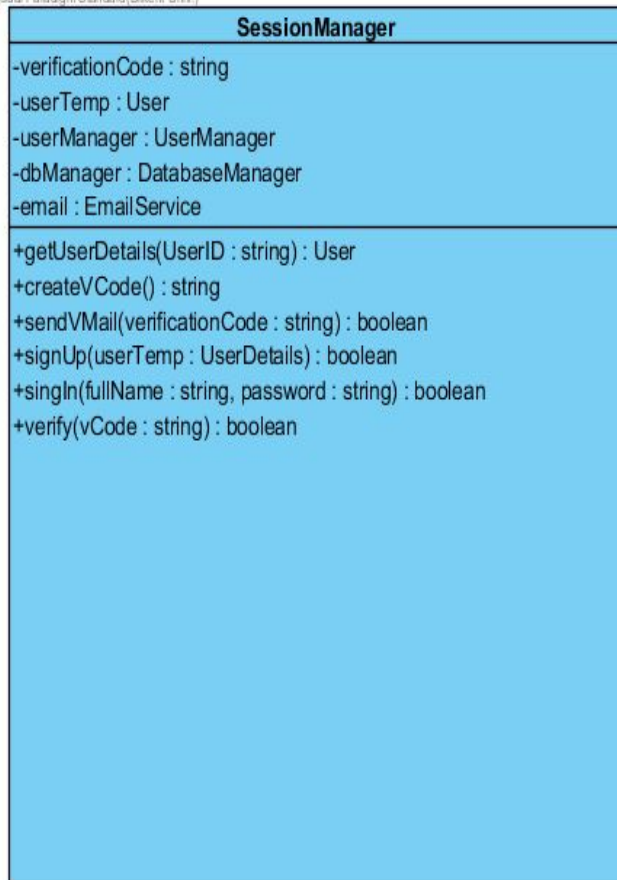 SessionManager
-verificationCode : string
-userTemp : User
-userManager : UserManager
-dbManager : DatabaseManager
-email : EmailService
+getUserDetails(UserID : string) : User
+createVCode() : string
+sendVMail(verificationCode : string) : boolean
+signUp(userTemp : UserDetails) : boolean
+singIn(fullName : string, password : string) : boolean
+verify(vCode : string) : boolean